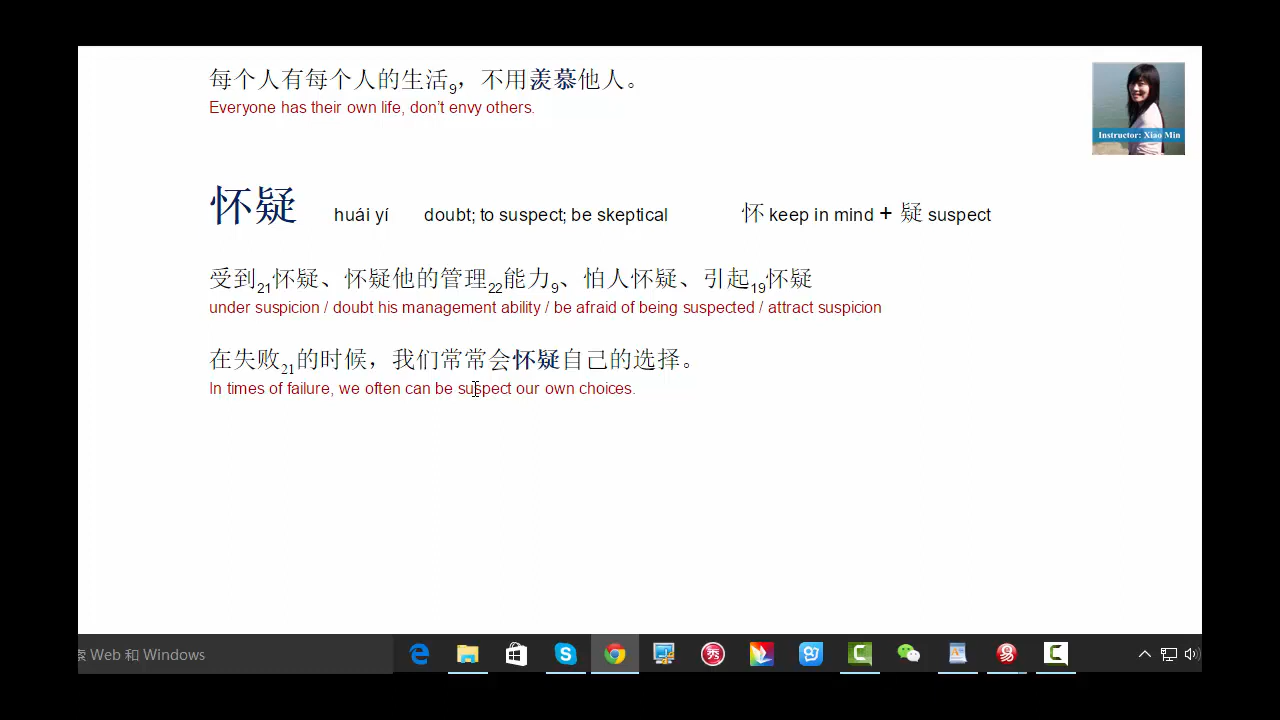 每个人有每个人的生活9，不用羡慕他人。
Everyone has their own life, don't envy others.
Instructor: Xiao Min
怀疑 huái yí doubt; to suspect; be skeptical 怀 keep in mind + 疑 suspect
受到21怀疑、怀疑他的管理22能力9、怕人怀疑、引起19怀疑
under suspicion / doubt his management ability / be afraid of being suspected / attract suspicion
在失败21的时候，我们常常会怀疑自己的选择。
In times of failure, we often can be suspect our own choices.
索 Web 和 Windows
秀
易